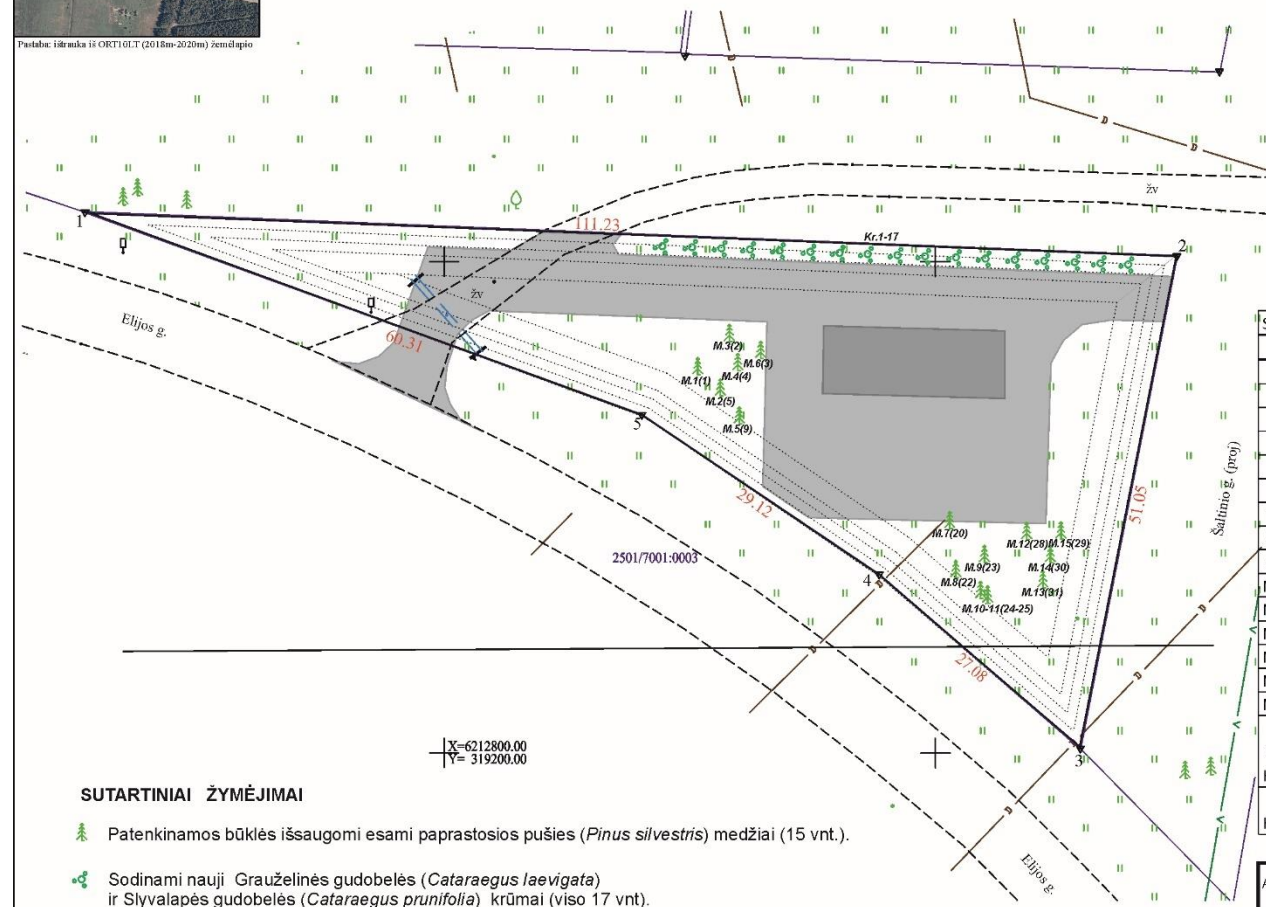 Pastaba: ištrauka iš ORT10LT (2018m-2020m) žemėlapio
D
D
žv
1
111.23
Kr.1-17
2
Elijos g.
žv
60.31
M.3(2)
M.6(3)
M.1(1)
M.4(4)
M.2(5)
M.5(9)
5
29.12
51.05
Šaltinio g. (proj)
M.7(20)
M.12(28)
M.15(29)
M.9(23)
M.14(30)
M.8(22)
M.13(31)
M.10-11(24-25)
2501/7001:0003
4
D
D
D
D
27.08
V
3
X=6212800.00
Y= 319200.00
D
D
V
Elijos g.
SUTARTINIAI ŽYMĖJIMAI
Patenkinamos būklės išsaugomi esami paprastosios pušies (Pinus silvestris) medžiai (15 vnt.).
Sodinami nauji Grauželinės gudobelės (Cataraegus laevigata)
ir Slyvalapės gudobelės (Cataraegus prunifolia) krūmai (viso 17 vnt).